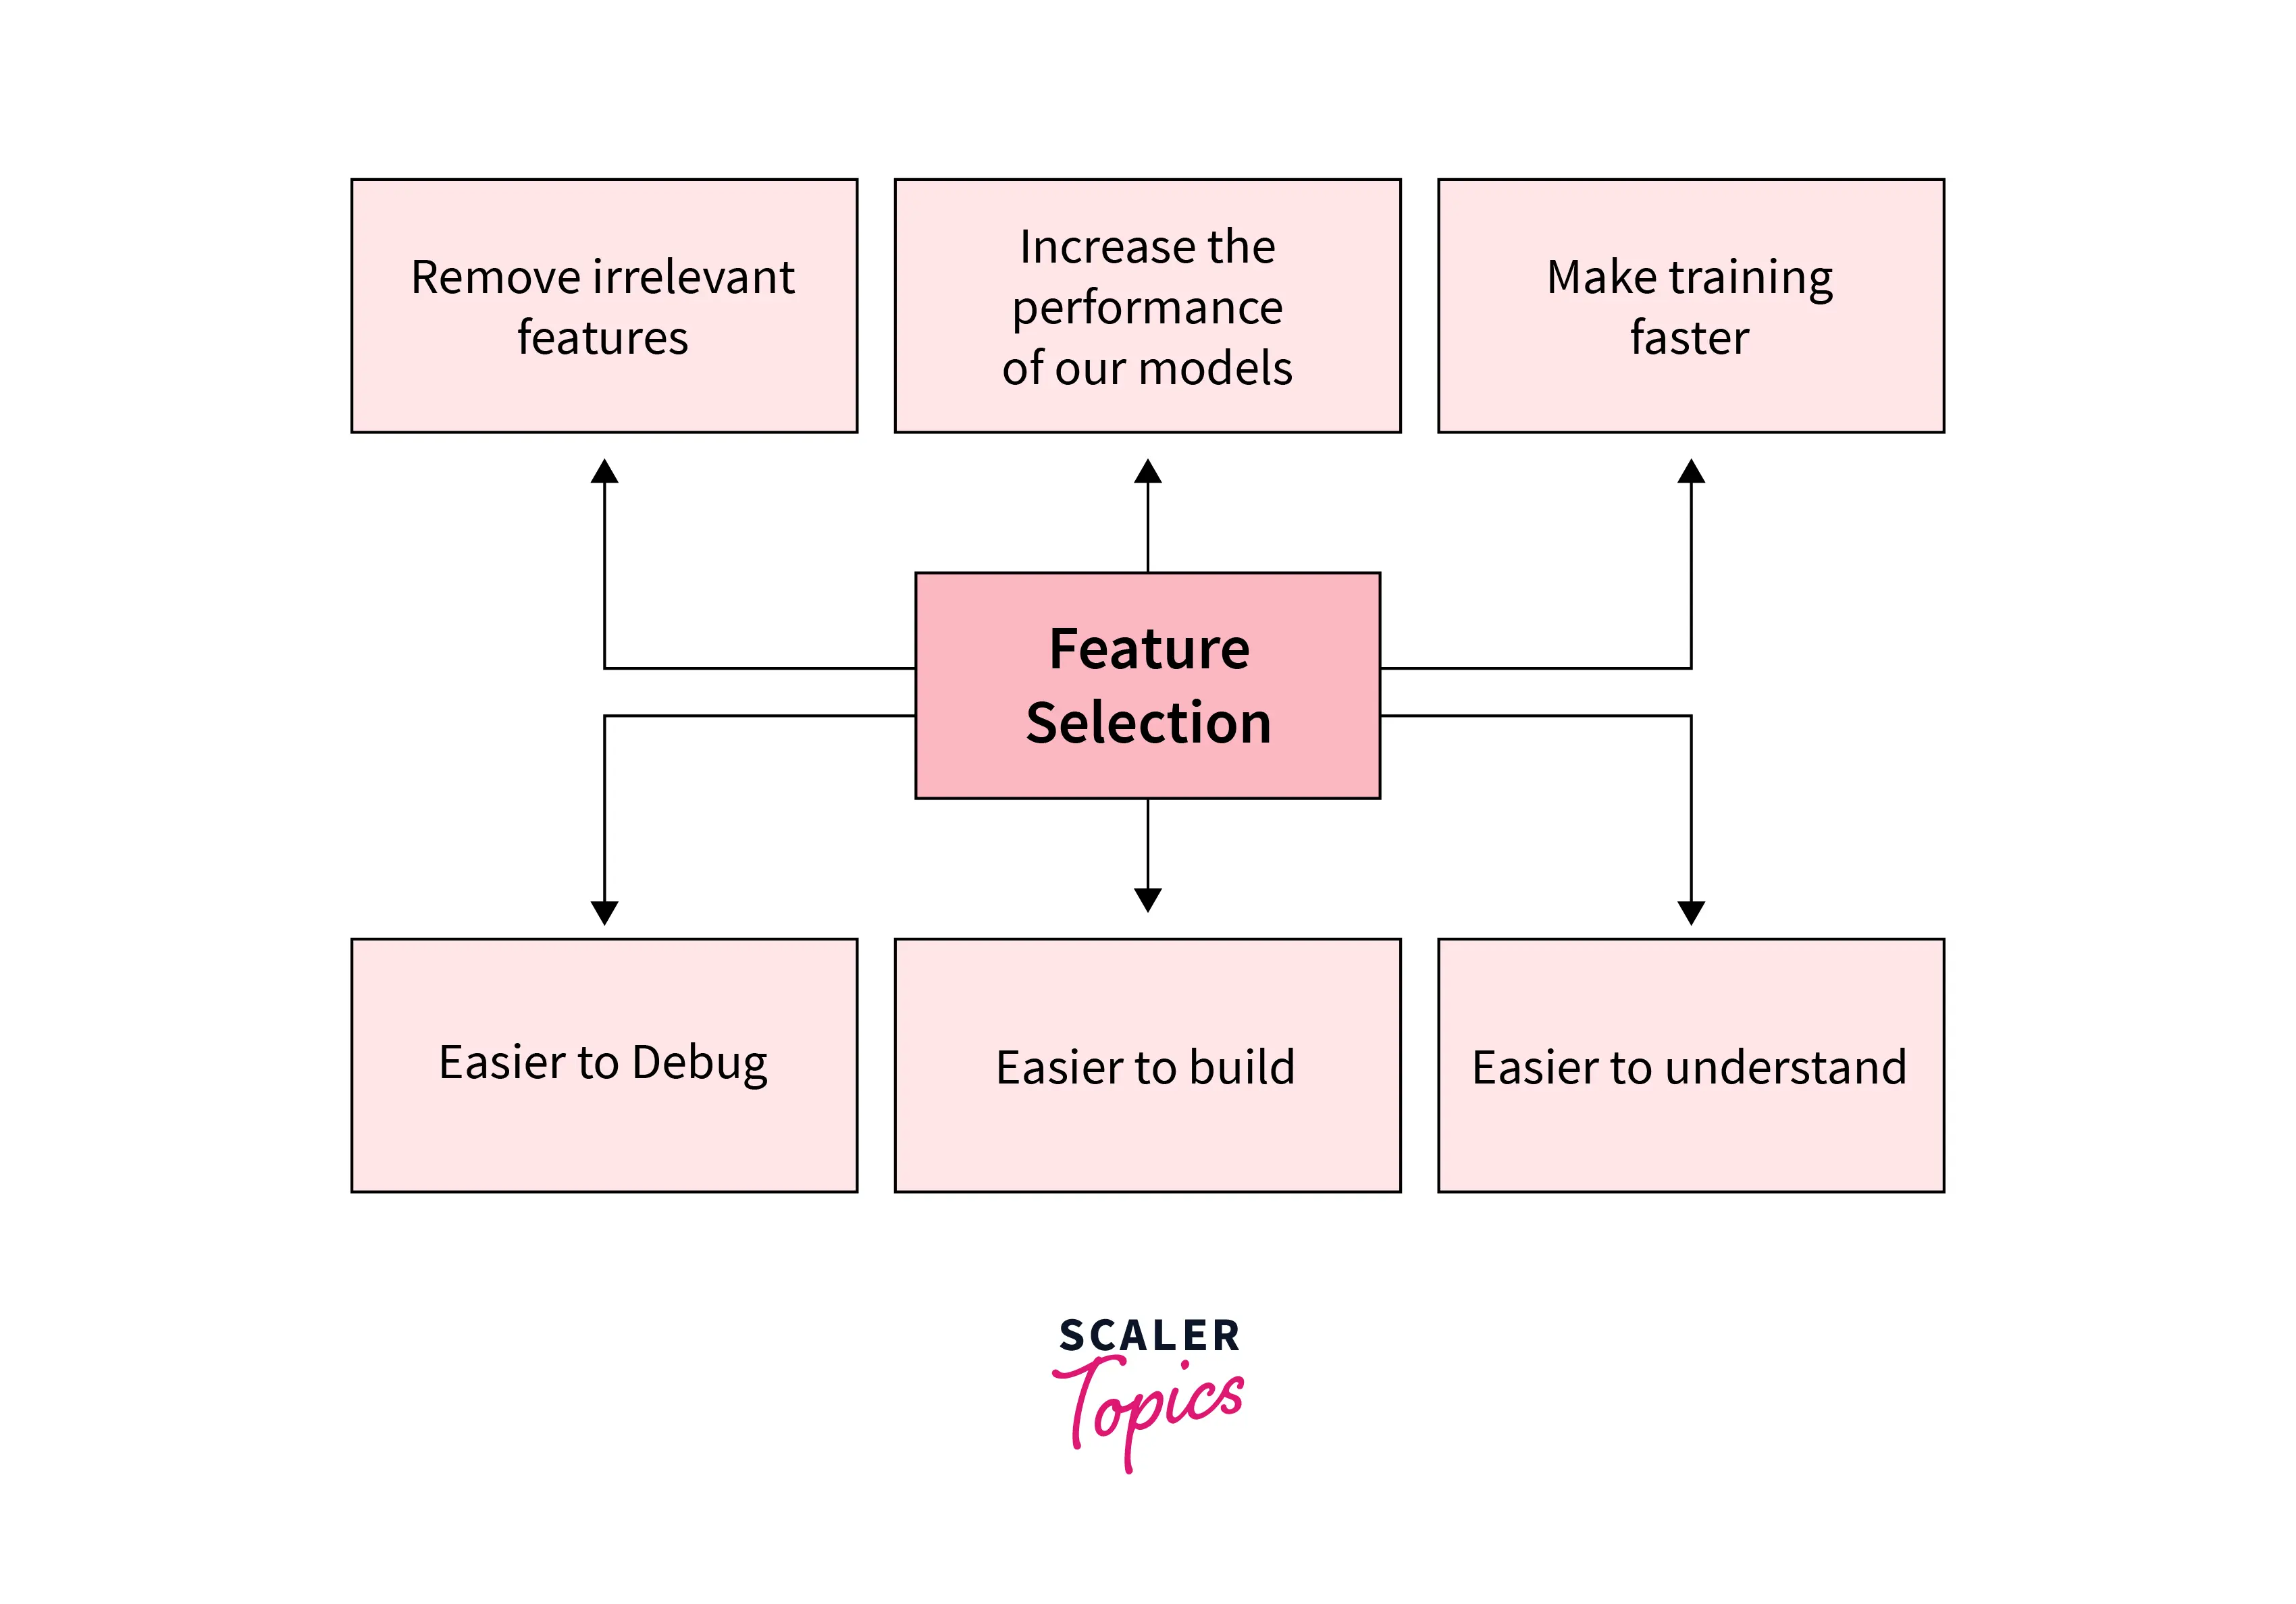 Remove irrelevant
features
Increase the
performance
of our models
Make training
faster
Feature
Selection
Easier to Debug
Easier to build
Easier to understand
SCALER
Topics